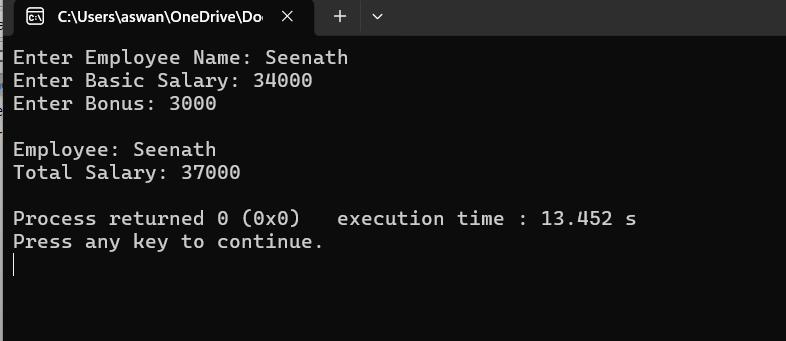 C:\Users\aswan\OneDrive\Do
Enter Employee Name: Seenath
Enter Basic Salary: 34000
Enter Bonus: 3000
Employee: Seenath
Total Salary: 37000
Process returned 0 (0x0)   execution time : 13.452 s
Press any key to continue.